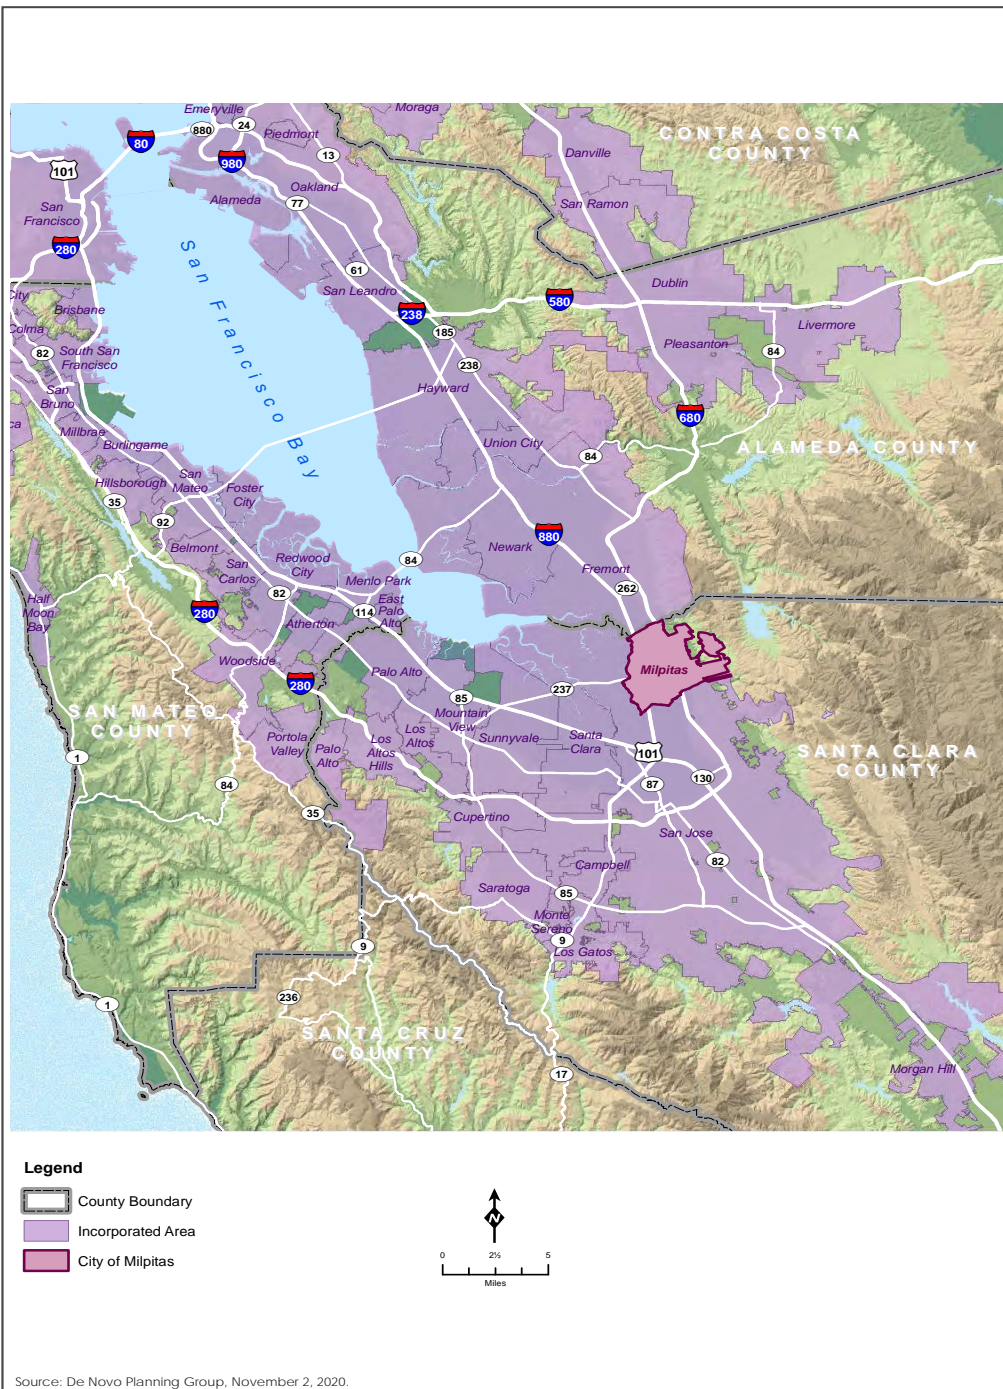 Emeryville
Moraga
880
24
Piedmont
CONTRA COSTA
COUNTY
80
13
Danville
980
101
Oakland
Alameda
77
San Ramon
San
Francisco
280
San Francisco Bay
61
Dublin
San Leandro
580
City
Brisbane
238
Livermore
Colma
185
Pleasanton
82
South San
Francisco
238
84
San
Bruno
Hayward
ca
Millbrae
680
Burlingame
Union City
ALAMEDA COUNTY
84
Hillsborough
San
Mateo
Foster
City
35
92
880
Belmont
Newark
Redwood
City
84
San
Carlos
Fremont
Menlo Park
262
82
East
Palo
Alto
Half
Moon
Bay
280
114
Atherton
Woodside
Palo Alto
Milpitas
280
237
85
SAN MATEO
COUNTY
Mountain
View
Portola
Valley
Palo
Alto
Los
Altos
Hills
Los
Altos
Sunnyvale
Santa
Clara
101
SANTA CLARA
COUNTY
1
84
87
130
35
Cupertino
San Jose
82
Campbell
Saratoga
85
Monte
Sereno
9
9
Los Gatos
236
1
SANTA CRUZ
COUNTY
17
Morgan Hill
Legend
County Boundary
Incorporated Area
City of Milpitas
N
0 2½ 5
Miles
Source: De Novo Planning Group, November 2, 2020.